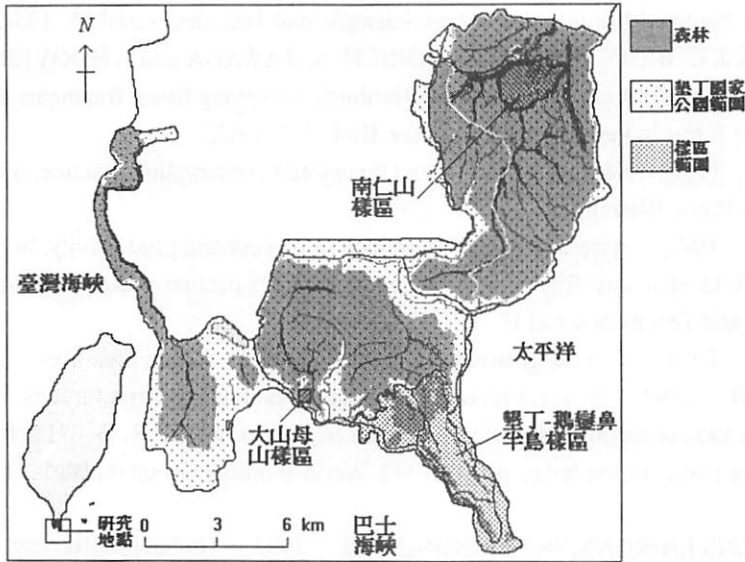 N
森林
墾丁國家
公園範圍
樣區
範圍
南仁山
樣區
臺灣海峽
太平洋
大山母
山樣區
墾丁-鵝鑾鼻
半島樣區
研究
地點
0 3 6 km
巴士
海峽